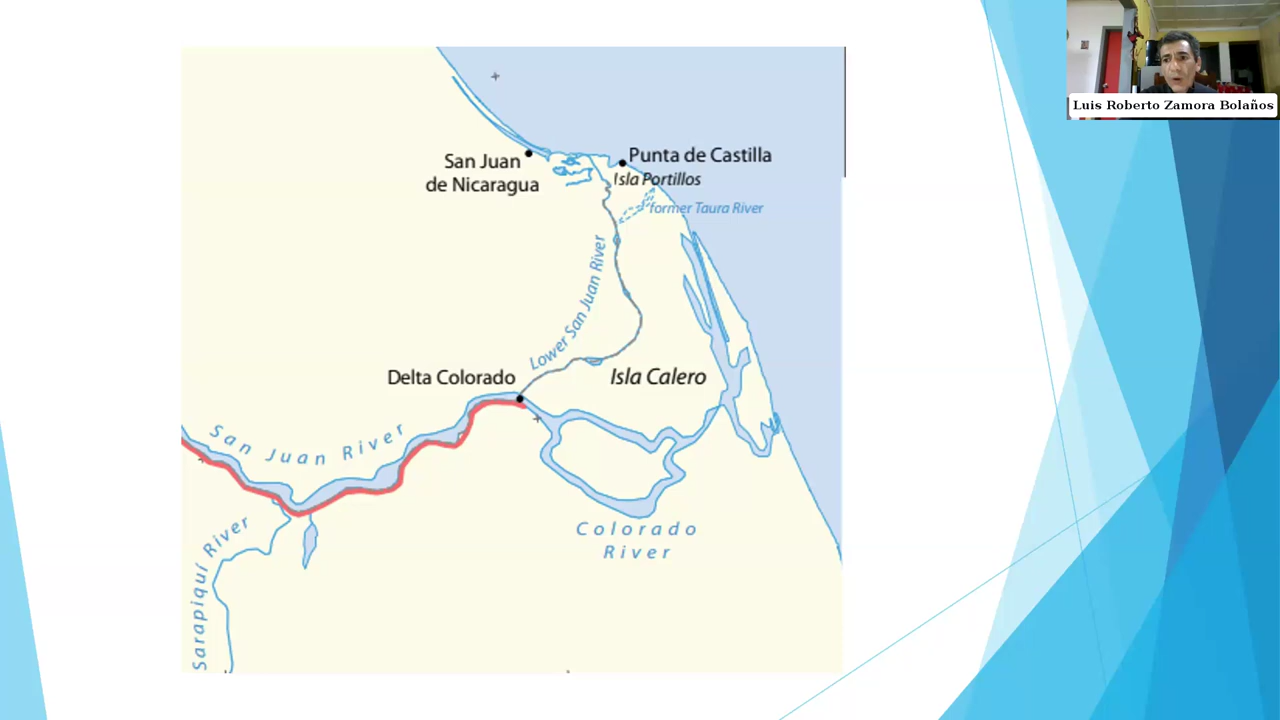 Luis Roberto Zamora Bolaños
San Juan
de Nicaragua
Punta de Castilla
Isla Portillos
former Taura River
Lower San Juan River
Delta Colorado
Isla Calero
San Juan River
Colorado
River
Sarapiquí River